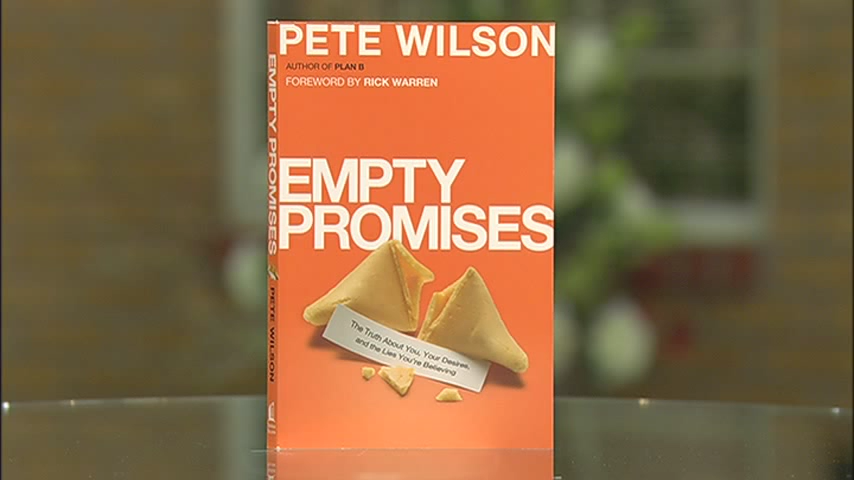 PETE WILSON
AUTHOR OF PLAN B
FOREWORD BY RICK WARREN
EMPTY
PROMISES
The Truth About You, Your Desires,
and the Lies You're Believing
EMPTY PROMISES
PETE WILSON